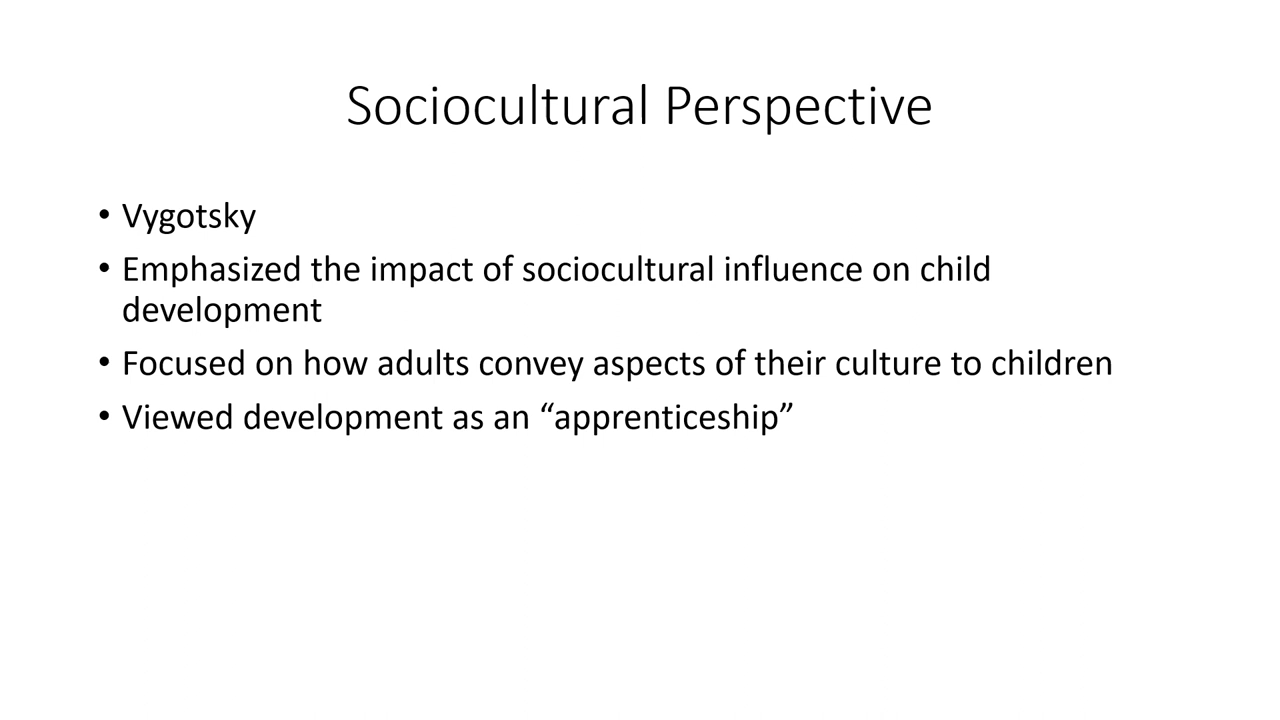 Sociocultural Perspective
• Vygotsky
• Emphasized the impact of sociocultural influence on child
development
• Focused on how adults convey aspects of their culture to children
• Viewed development as an “apprenticeship”